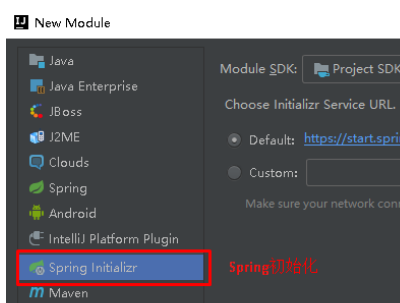 New Module
Java
Java Enterprise
JBoss
J2ME
Clouds
Spring
Android
IntelliJ Platform Plugin
Spring Initializr
Maven
Module SDK: Project SDK
Choose Initializr Service URL.
Default: https://start.spri
Custom:
Make sure your network conn
Spring初始化